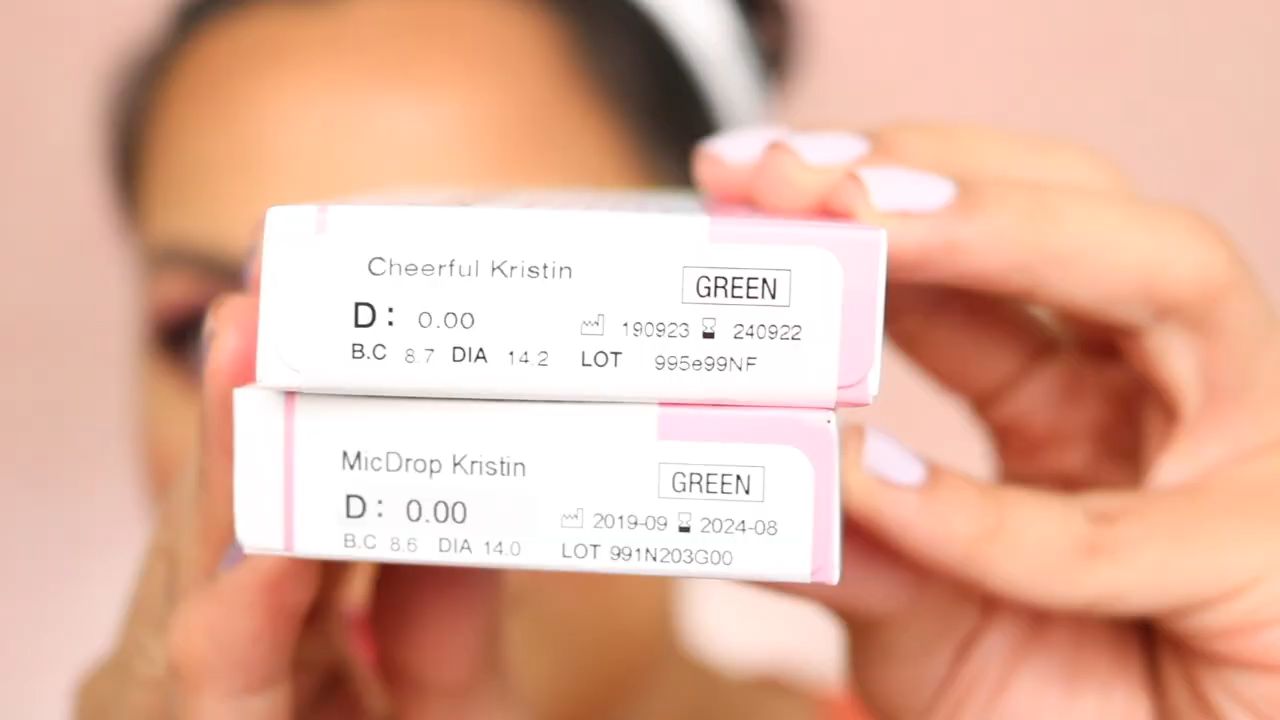 Cheerful Kristin
GREEN
D: 0.00
190923 240922
B.C 8.7 DIA 14.2 LOT 995e99NF
MicDrop Kristin
GREEN
D: 0.00
2019-09 2024-08
B.C 8.6 DIA 14.0 LOT 991N203G00